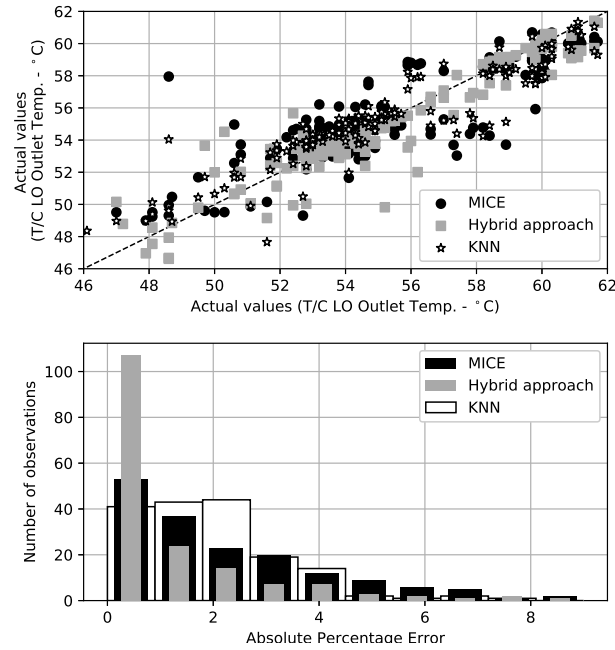 Actual values
(T/C LO Outlet Temp. - °C)
62
60
58
56
54
52
50
48
46
MICE
Hybrid approach
KNN
46 48 50 52 54 56 58 60 62
Actual values (T/C LO Outlet Temp. - °C)
Number of observations
100
80
60
40
20
0
MICE
Hybrid approach
KNN
0 2 4 6 8
Absolute Percentage Error